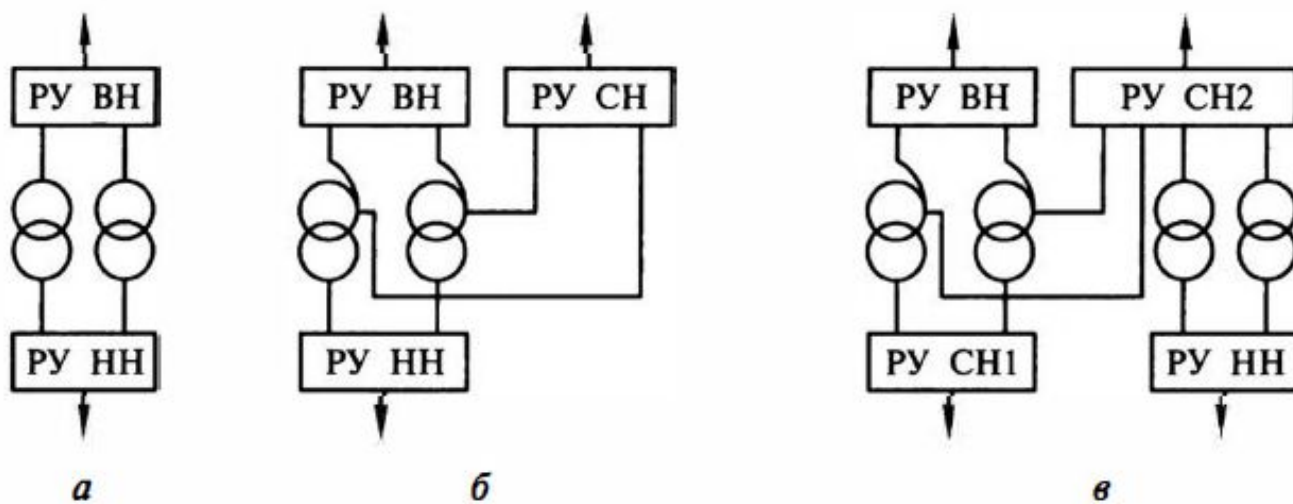 РУ ВН
РУ ВН
РУ СН
РУ ВН
РУ СН2
РУ НН
РУ НН
РУ СН1
РУ НН
а
б
в